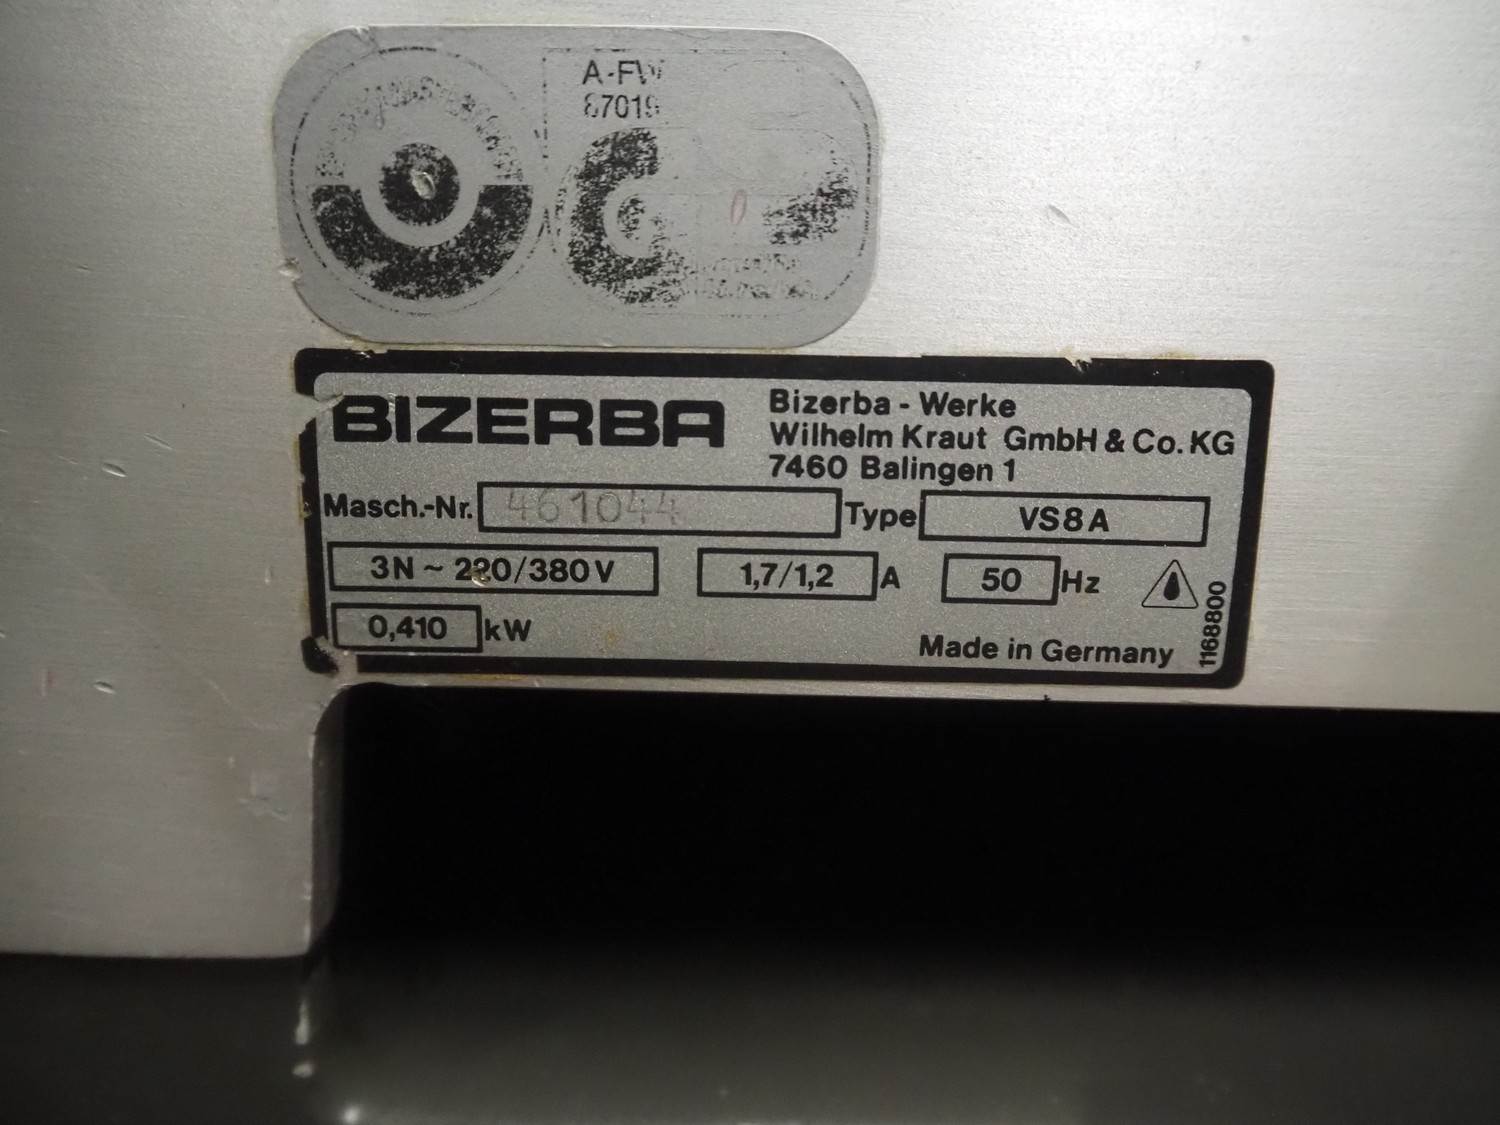 A-FW
87019
BIZERBA
Bizerba - Werke
Wilhelm Kraut GmbH & Co. KG
7460 Balingen 1
Masch.-Nr. 461044 Type VS8A
3N ~ 220/380V 1,7/1,2 A 50 Hz
0,410 kW
Made in Germany
1168800